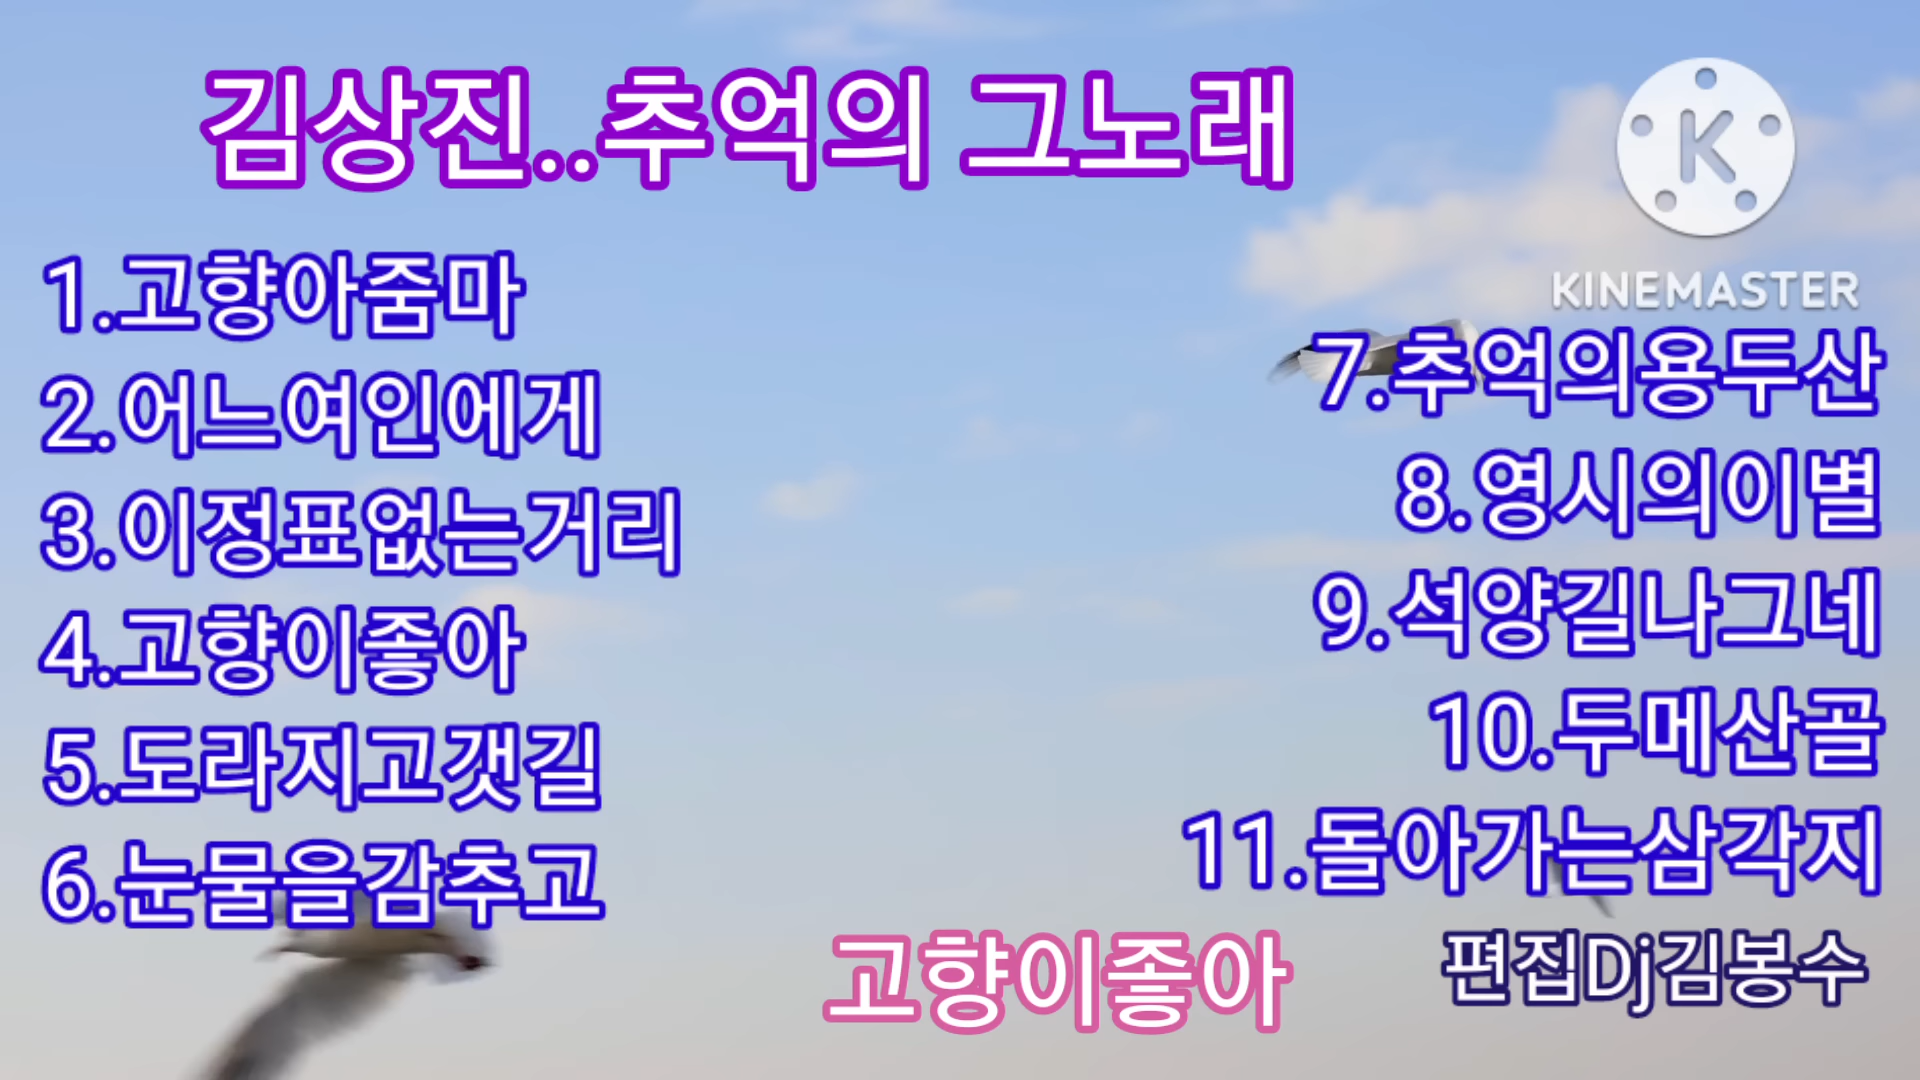 김상진..추억의 그노래
K
KINEMASTER
1.고향아줌마
2.어느여인에게
3.이정표없는거리
4.고향이좋아
5.도라지고갯길
6.눈물을감추고
7.추억의용두산
8.영시의이별
9.석양길나그네
10.두메산골
11.돌아가는삼각지
고향이좋아
편집Dj김봉수